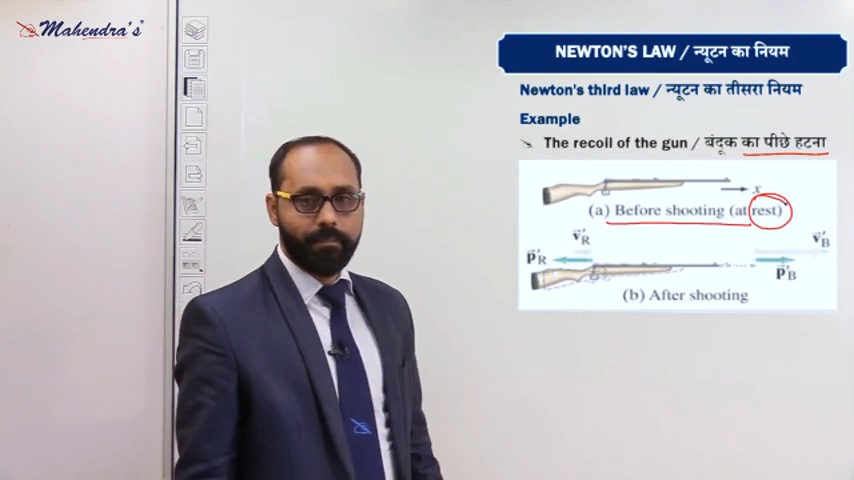 Mahendra's
NEWTON'S LAW / न्यूटन का नियम
Newton's third law / न्यूटन का तीसरा नियम
Example
The recoil of the gun / बंदूक का पीछे हटना
x
(a) Before shooting (at rest)
v⃗'R v⃗'B
p⃗'R p⃗'B
(b) After shooting